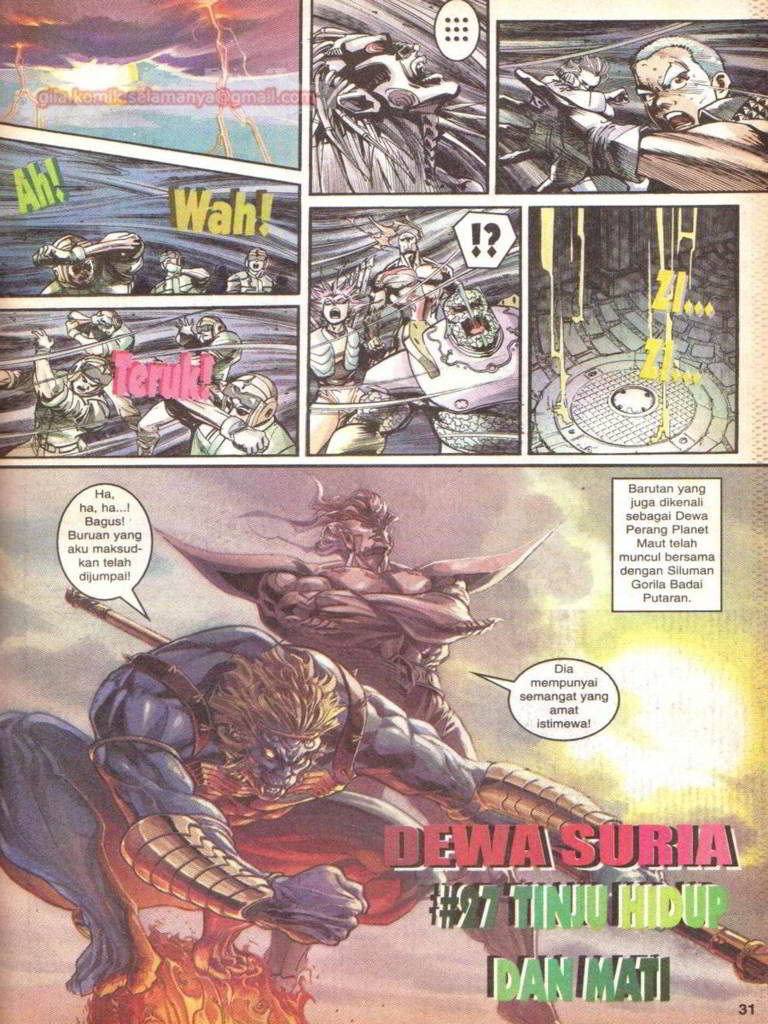 gila.komik.selamanya@gmail.com
!?
Ah!
Wah!
Teruk!
ZI...
ZI...
Ha,
ha, ha...!
Bagus!
Buruan yang
aku maksud-
kan telah
dijumpai!
Barutan yang
juga dikenali
sebagai Dewa
Perang Planet
Maut telah
muncul bersama
dengan Siluman
Gorila Badai
Putaran.
Dia
mempunyai
semangat yang
amat
istimewa!
DEWA SURIA
#97 TINJU HIDUP
DAN MATI
31